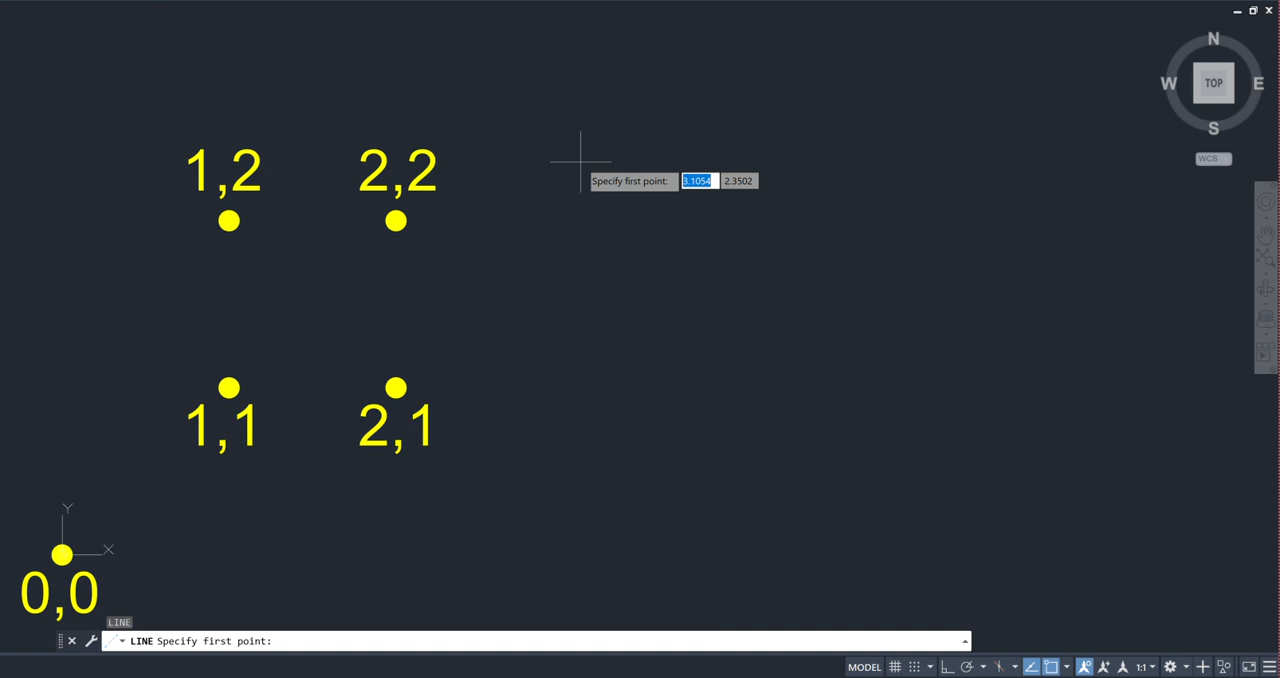 N
W TOP E
S
WCS
1,2 2,2
Specify first point: 3.1054 2.3502
1,1 2,1
Y
X
0,0
LINE
LINE Specify first point:
MODEL 1:1